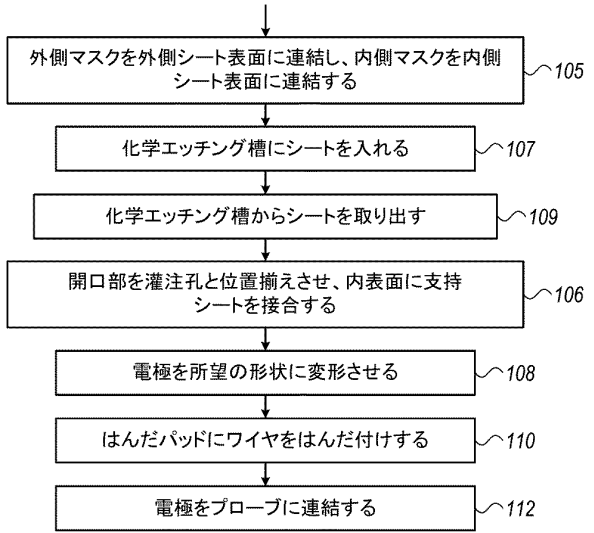 外側マスクを外側シート表面に連結し、内側マスクを内側
シート表面に連結する
105
化学エッチング槽にシートを入れる
107
化学エッチング槽からシートを取り出す
109
開口部を灌注孔と位置揃えさせ、内表面に支持
シートを接合する
106
電極を所望の形状に変形させる
108
はんだパッドにワイヤをはんだ付けする
110
電極をプローブに連結する
112